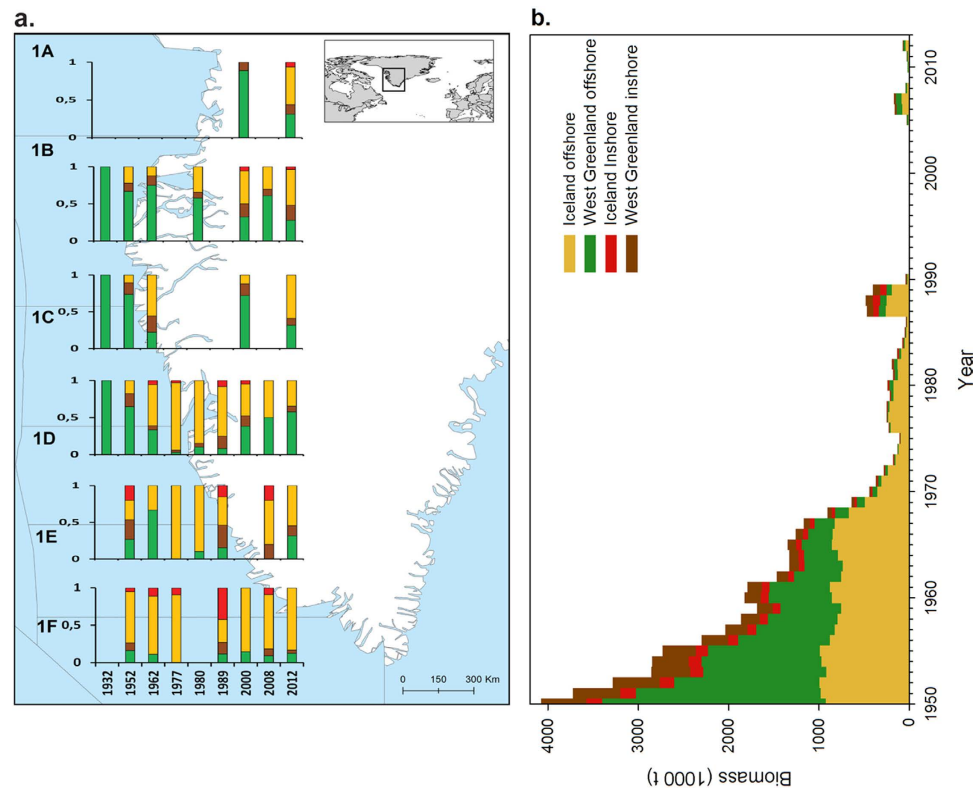 a.
1A
1
0,5
0
1B
1
0,5
0
1C
1
0,5
0
1D
1
0,5
0
1E
1
0,5
0
1F
1
0,5
0
1932
1952
1962
1977
1980
1989
2000
2008
2012
0 150 300 Km
b.
Iceland offshore
West Greenland offshore
Iceland Inshore
West Greenland inshore
2010
2000
1990
1980
1970
1960
1950
Year
4000 3000 2000 1000 0
Biomass (1000 t)